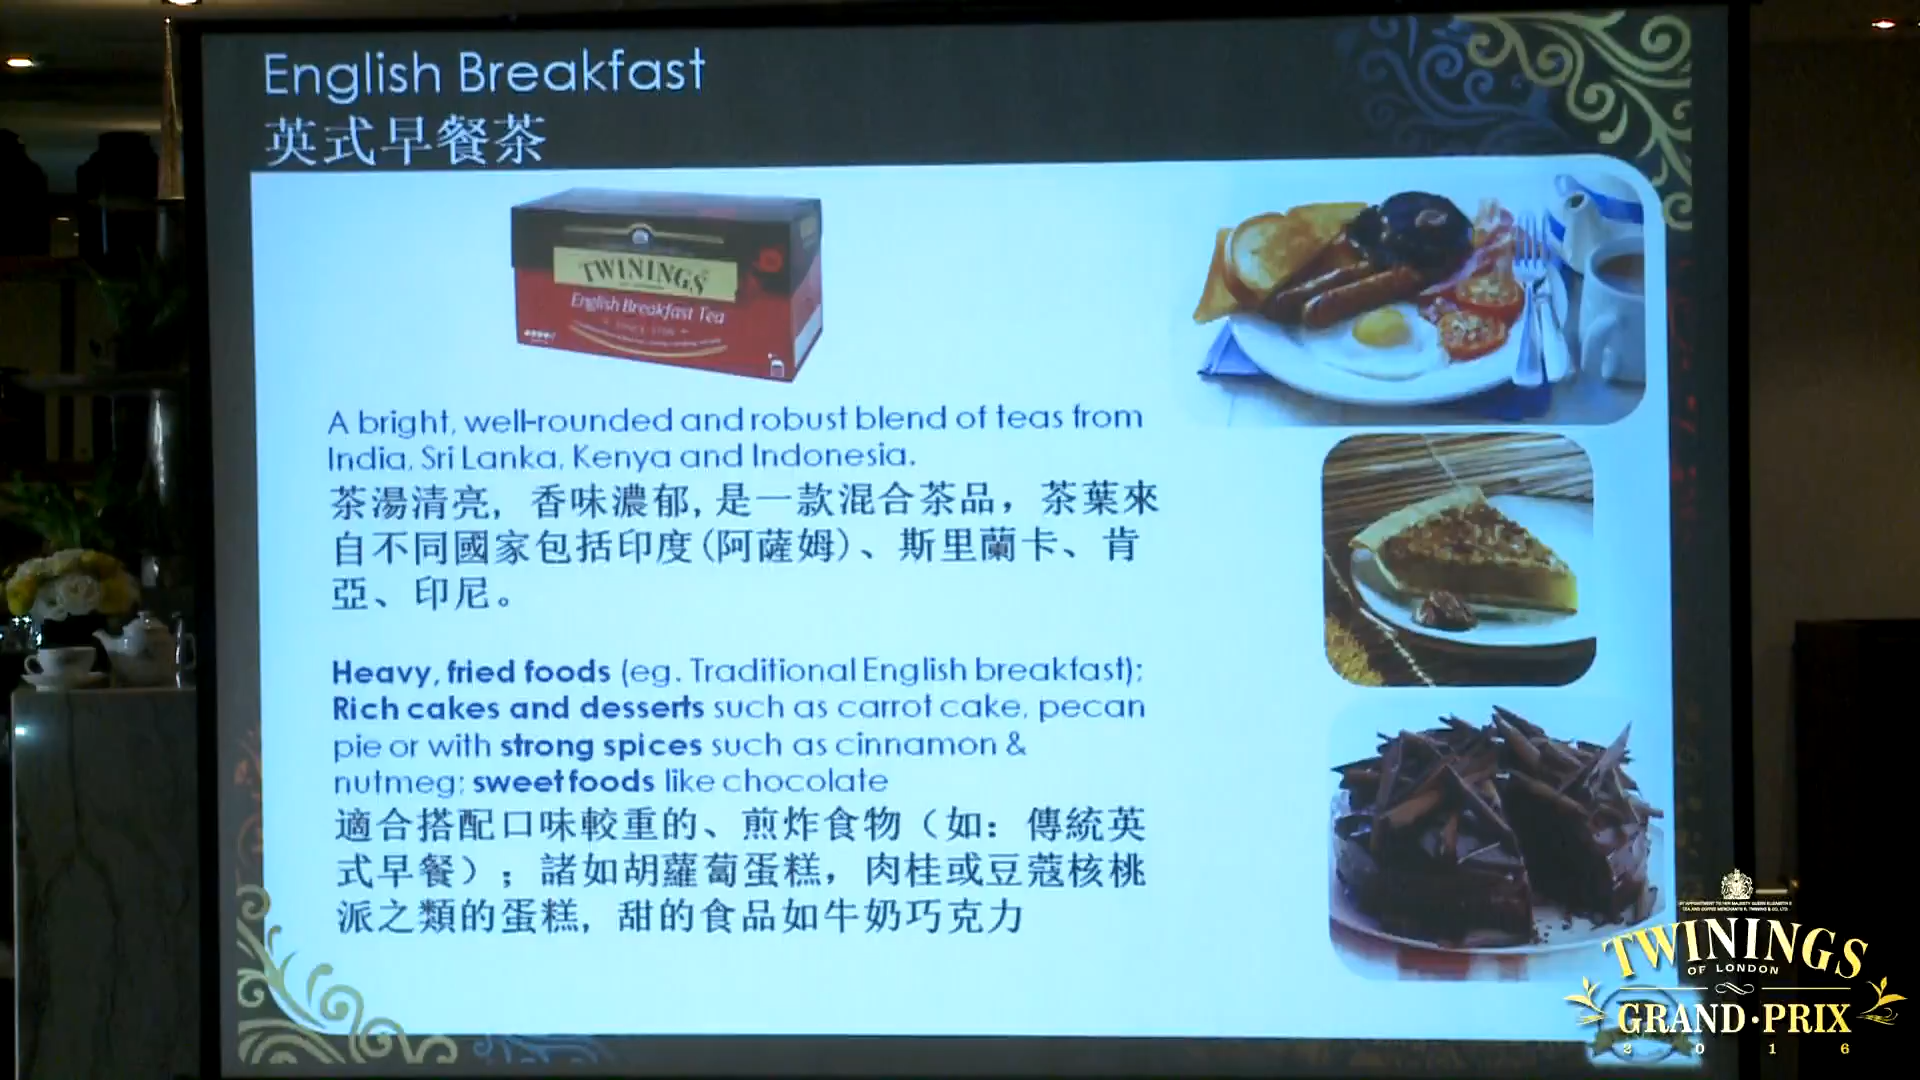 English Breakfast
英式早餐茶
TWININGS
English Breakfast Tea
A bright, well-rounded and robust blend of teas from
India, Sri Lanka, Kenya and Indonesia.
茶湯清亮, 香味濃郁, 是一款混合茶品，茶葉來
自不同國家包括印度(阿薩姆)、斯里蘭卡、肯
亞、印尼。
Heavy, fried foods (eg. Traditional English breakfast);
Rich cakes and desserts such as carrot cake, pecan
pie or with strong spices such as cinnamon &
nutmeg; sweet foods like chocolate
適合搭配口味較重的、煎炸食物（如：傳統英
式早餐）；諸如胡蘿蔔蛋糕，肉桂或豆蔻核桃
派之類的蛋糕, 甜的食品如牛奶巧克力
TWININGS
OF LONDON
GRAND·PRIX
2016